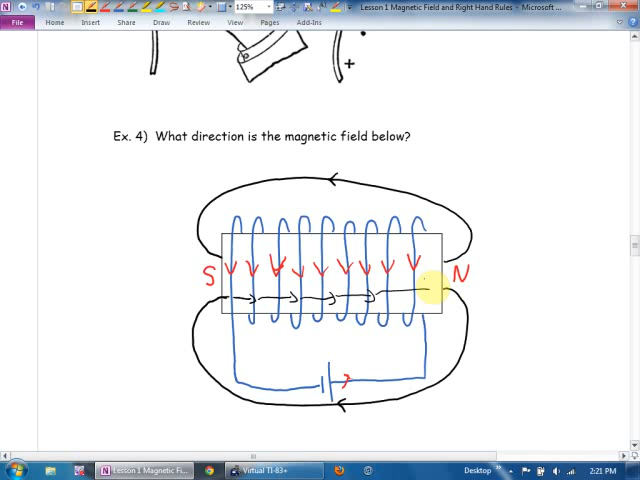 Lesson 1 Magnetic Field and Right Hand Rules - Microsoft
125%
File
Home
Insert
Share
Draw
Review
View
Pages
Add-Ins
+
Ex. 4) What direction is the magnetic field below?
S
N
Lesson 1 Magnetic Fi...
Virtual TI-83+
Desktop
2:21 PM